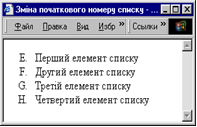 Зміна початкового номеру списку - ...
Файл Правка Вид Избр » Ссылки »
E. Перший елемент списку
F. Другий елемент списку
G. Третій елемент списку
H. Четвертий елемент списку